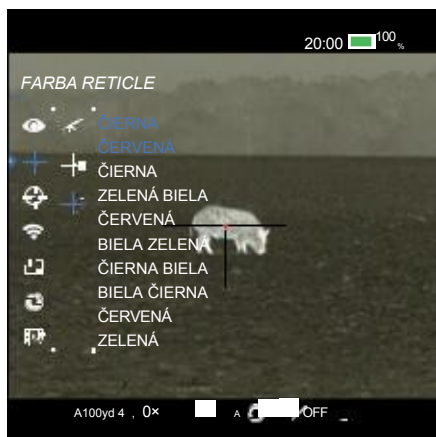 20:00 100 %
FARBA RETICLE
ČIERNA
ČERVENÁ
ČIERNA
ZELENÁ BIELA
ČERVENÁ
BIELA ZELENÁ
ČIERNA BIELA
BIELA ČIERNA
ČERVENÁ
ZELENÁ
A100yd 4 , 0× A OFF